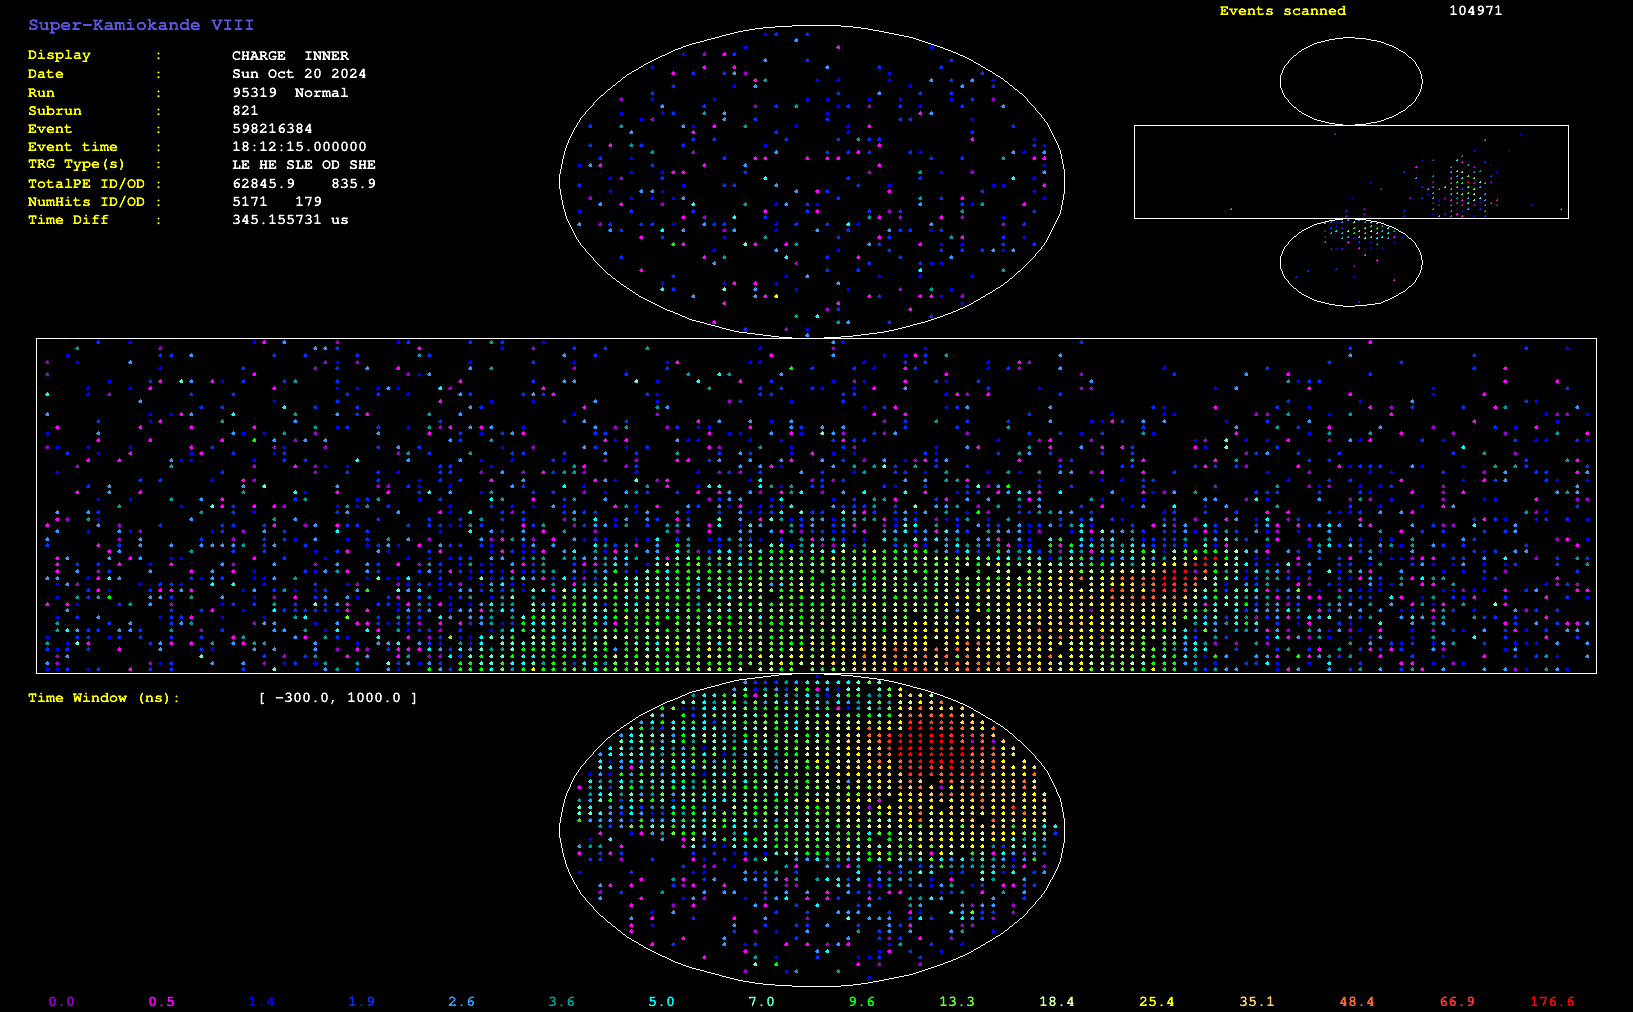 Super-Kamiokande VIII
Events scanned 104971
Display : CHARGE INNER
Date : Sun Oct 20 2024
Run : 95319 Normal
Subrun : 821
Event : 598216384
Event time : 18:12:15.000000
TRG Type(s) : LE HE SLE OD SHE
TotalPE ID/OD : 62845.9 835.9
NumHits ID/OD : 5171 179
Time Diff : 345.155731 us
Time Window (ns): [ -300.0, 1000.0 ]
0.0 0.5 1.4 1.9 2.6 3.6 5.0 7.0 9.6 13.3 18.4 25.4 35.1 48.4 66.9 176.6